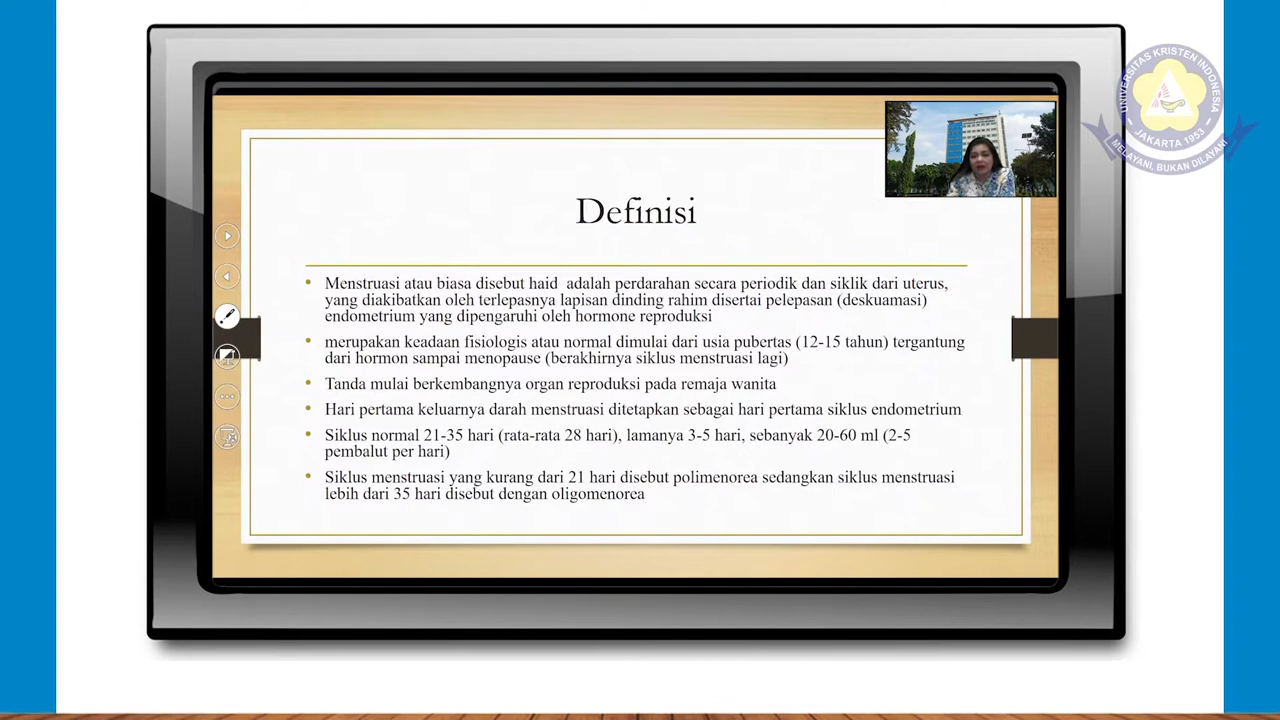 UNIVERSITAS KRISTEN INDONESIA
JAKARTA 1953
MELAYANI, BUKAN DILAYANI
Definisi
• Menstruasi atau biasa disebut haid adalah perdarahan secara periodik dan siklik dari uterus,
yang diakibatkan oleh terlepasnya lapisan dinding rahim disertai pelepasan (deskuamasi)
endometrium yang dipengaruhi oleh hormone reproduksi
• merupakan keadaan fisiologis atau normal dimulai dari usia pubertas (12-15 tahun) tergantung
dari hormon sampai menopause (berakhirnya siklus menstruasi lagi)
• Tanda mulai berkembangnya organ reproduksi pada remaja wanita
• Hari pertama keluarnya darah menstruasi ditetapkan sebagai hari pertama siklus endometrium
• Siklus normal 21-35 hari (rata-rata 28 hari), lamanya 3-5 hari, sebanyak 20-60 ml (2-5
pembalut per hari)
• Siklus menstruasi yang kurang dari 21 hari disebut polimenorea sedangkan siklus menstruasi
lebih dari 35 hari disebut dengan oligomenorea